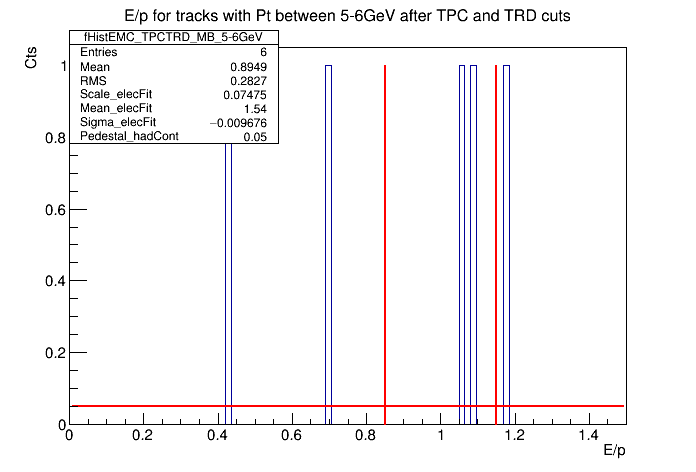 E/p for tracks with Pt between 5-6GeV after TPC and TRD cuts
fHistEMC_TPCTRD_MB_5-6GeV
Entries 6
Mean 0.8949
RMS 0.2827
Scale_elecFit 0.07475
Mean_elecFit 1.54
Sigma_elecFit −0.009676
Pedestal_hadCont 0.05
Cts
1
0.8
0.6
0.4
0.2
0
0 0.2 0.4 0.6 0.8 1 1.2 1.4
E/p